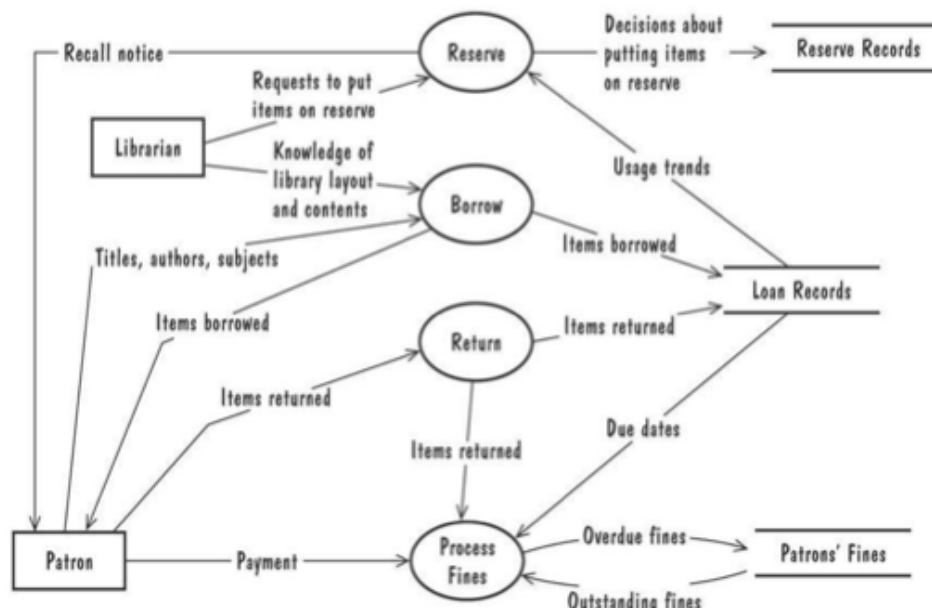 Recall notice
Reserve
Decisions about
putting items
on reserve
Reserve Records
Requests to put
items on reserve
Librarian
Knowledge of
library layout
and contents
Usage trends
Borrow
Titles, authors, subjects
Items borrowed
Loan Records
Items borrowed
Return
Items returned
Items returned
Due dates
Items returned
Patron
Payment
Process
Fines
Overdue fines
Patrons' Fines
Outstanding fines